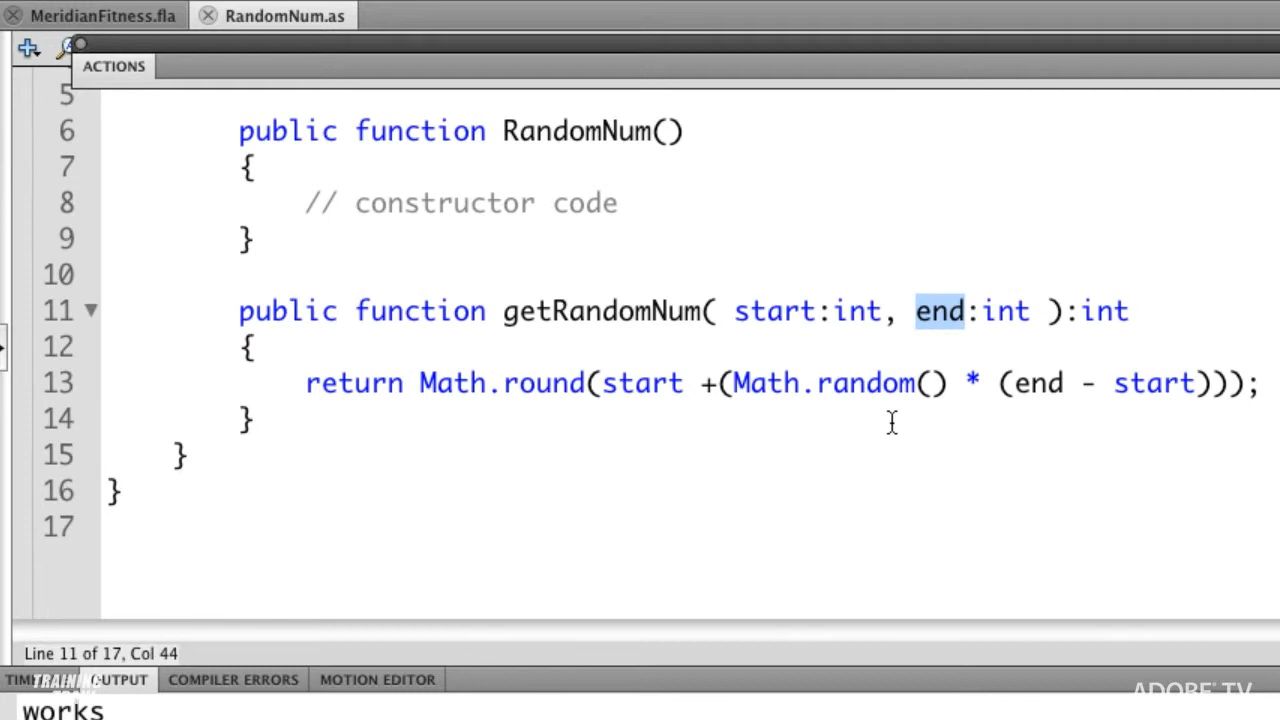 MeridianFitness.fla RandomNum.as
ACTIONS
5
6 public function RandomNum()
7 {
8 // constructor code
9 }
10
11 public function getRandomNum( start:int, end:int ):int
12 {
13 return Math.round(start +(Math.random() * (end - start)));
14 }
15 }
16 }
17
Line 11 of 17, Col 44
OUTPUT COMPILER ERRORS MOTION EDITOR
TRAINING
ADOBE® TV
works